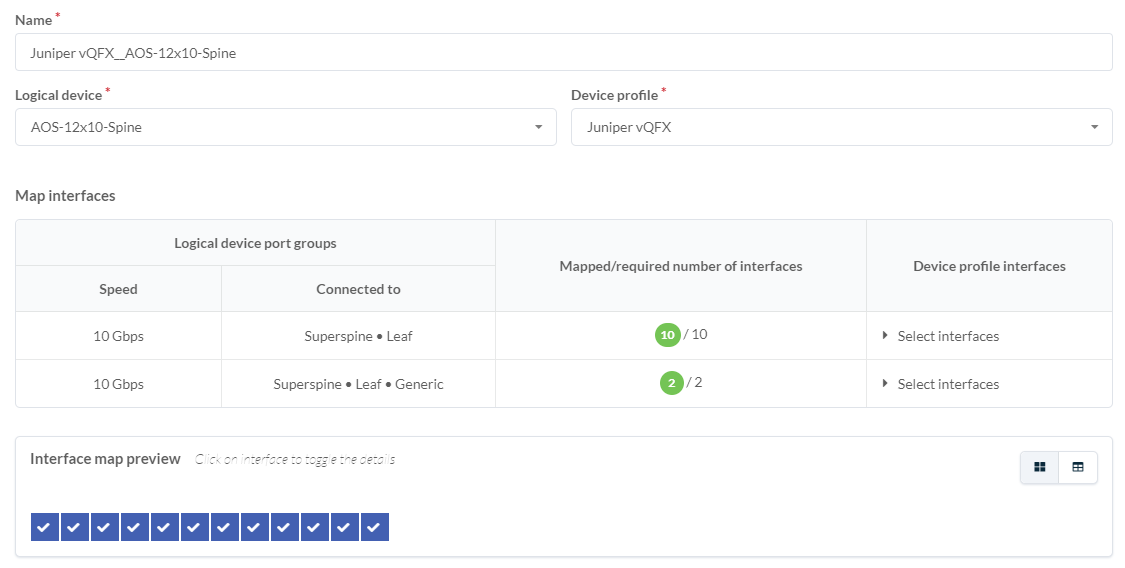 Name *
Juniper vQFX__AOS-12x10-Spine
Logical device *
Device profile *
AOS-12x10-Spine
Juniper vQFX
Map interfaces
Logical device port groups
Mapped/required number of interfaces
Device profile interfaces
Speed
Connected to
10 Gbps
Superspine • Leaf
10 / 10
Select interfaces
10 Gbps
Superspine • Leaf • Generic
2 / 2
Select interfaces
Interface map preview
Click on interface to toggle the details